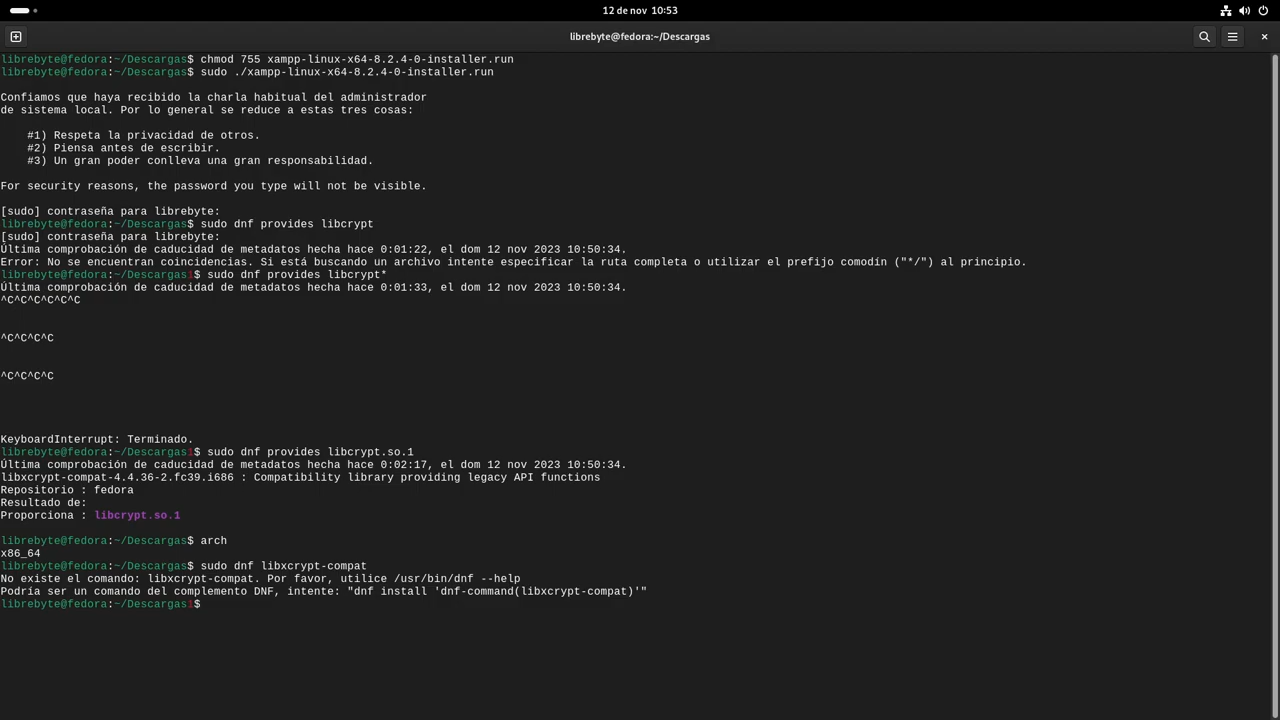 12 de nov 10:53
librebyte@fedora:~/Descargas
librebyte@fedora:~/Descargas$ chmod 755 xampp-linux-x64-8.2.4-0-installer.run
librebyte@fedora:~/Descargas$ sudo ./xampp-linux-x64-8.2.4-0-installer.run
Confiamos que haya recibido la charla habitual del administrador
de sistema local. Por lo general se reduce a estas tres cosas:
#1) Respeta la privacidad de otros.
#2) Piensa antes de escribir.
#3) Un gran poder conlleva una gran responsabilidad.
For security reasons, the password you type will not be visible.
[sudo] contraseña para librebyte:
librebyte@fedora:~/Descargas$ sudo dnf provides libcrypt
[sudo] contraseña para librebyte:
Última comprobación de caducidad de metadatos hecha hace 0:01:22, el dom 12 nov 2023 10:50:34.
Error: No se encuentran coincidencias. Si está buscando un archivo intente especificar la ruta completa o utilizar el prefijo comodín ("*/") al principio.
librebyte@fedora:~/Descargas1$ sudo dnf provides libcrypt*
Última comprobación de caducidad de metadatos hecha hace 0:01:33, el dom 12 nov 2023 10:50:34.
^C^C^C^C^C^C
^C^C^C^C
^C^C^C^C
KeyboardInterrupt: Terminado.
librebyte@fedora:~/Descargas1$ sudo dnf provides libcrypt.so.1
Última comprobación de caducidad de metadatos hecha hace 0:02:17, el dom 12 nov 2023 10:50:34.
libxcrypt-compat-4.4.36-2.fc39.i686 : Compatibility library providing legacy API functions
Repositorio : fedora
Resultado de:
Proporciona : libcrypt.so.1
librebyte@fedora:~/Descargas$ arch
x86_64
librebyte@fedora:~/Descargas$ sudo dnf libxcrypt-compat
No existe el comando: libxcrypt-compat. Por favor, utilice /usr/bin/dnf --help
Podría ser un comando del complemento DNF, intente: "dnf install 'dnf-command(libxcrypt-compat)'"
librebyte@fedora:~/Descargas1$